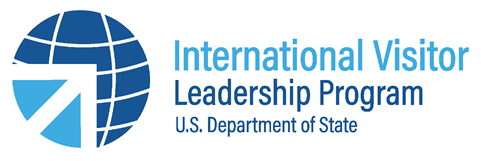 International Visitor
Leadership Program
U.S. Department of State